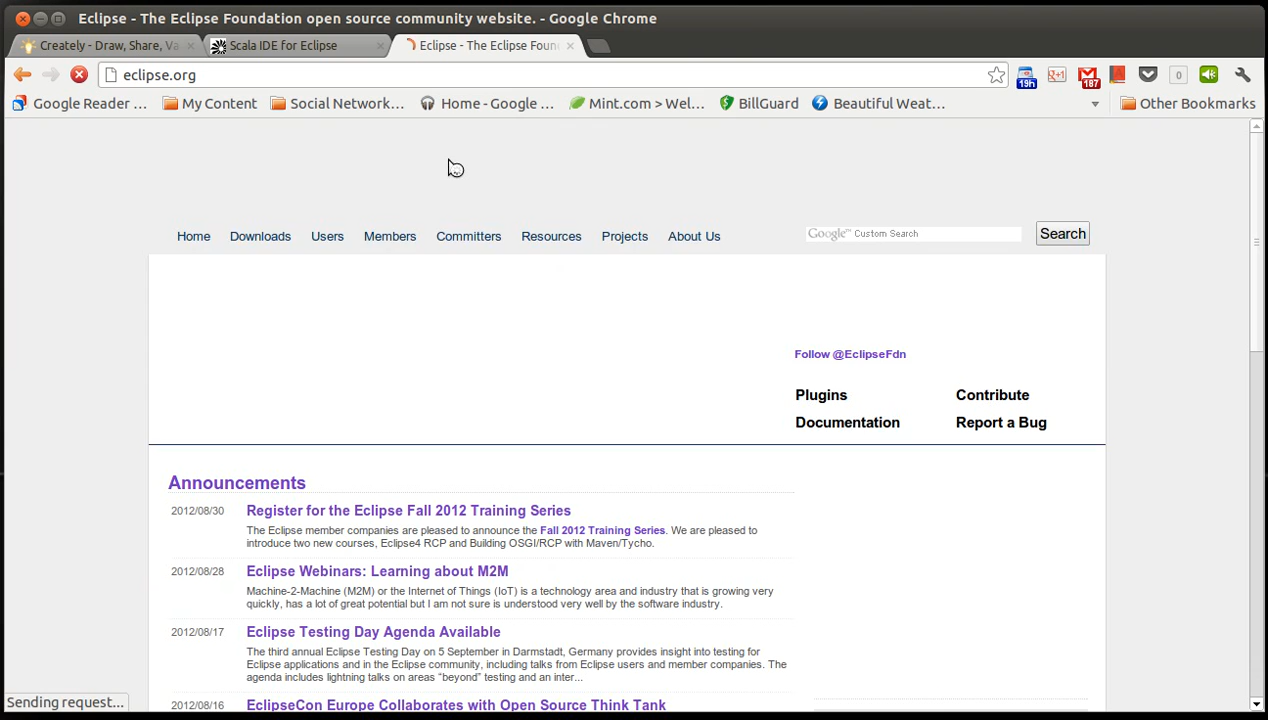 Eclipse - The Eclipse Foundation open source community website. - Google Chrome
Creately - Draw, Share, Va
Scala IDE for Eclipse
Eclipse - The Eclipse Foun
eclipse.org
19h
g+1
187
0
Google Reader ...
My Content
Social Network...
Home - Google ...
Mint.com > Wel...
BillGuard
Beautiful Weat...
Other Bookmarks
Home Downloads Users Members Committers Resources Projects About Us
Google™ Custom Search
Search
Follow @EclipseFdn
Plugins
Contribute
Documentation
Report a Bug
Announcements
2012/08/30
Register for the Eclipse Fall 2012 Training Series
The Eclipse member companies are pleased to announce the Fall 2012 Training Series. We are pleased to
introduce two new courses, Eclipse4 RCP and Building OSGI/RCP with Maven/Tycho.
2012/08/28
Eclipse Webinars: Learning about M2M
Machine-2-Machine (M2M) or the Internet of Things (IoT) is a technology area and industry that is growing very
quickly, has a lot of great potential but I am not sure is understood very well by the software industry.
2012/08/17
Eclipse Testing Day Agenda Available
The third annual Eclipse Testing Day on 5 September in Darmstadt, Germany provides insight into testing for
Eclipse applications and in the Eclipse community, including talks from Eclipse users and member companies. The
agenda includes lightning talks on areas “beyond” testing and an inter...
2012/08/16
EclipseCon Europe Collaborates with Open Source Think Tank
Sending request...